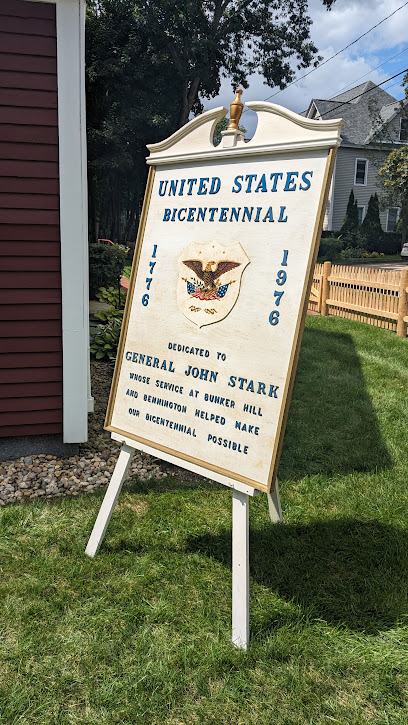 UNITED STATES
BICENTENNIAL
1776
1976
DEDICATED TO
GENERAL JOHN STARK
WHOSE SERVICE AT BUNKER HILL
AND BENNINGTON HELPED MAKE
OUR BICENTENNIAL POSSIBLE